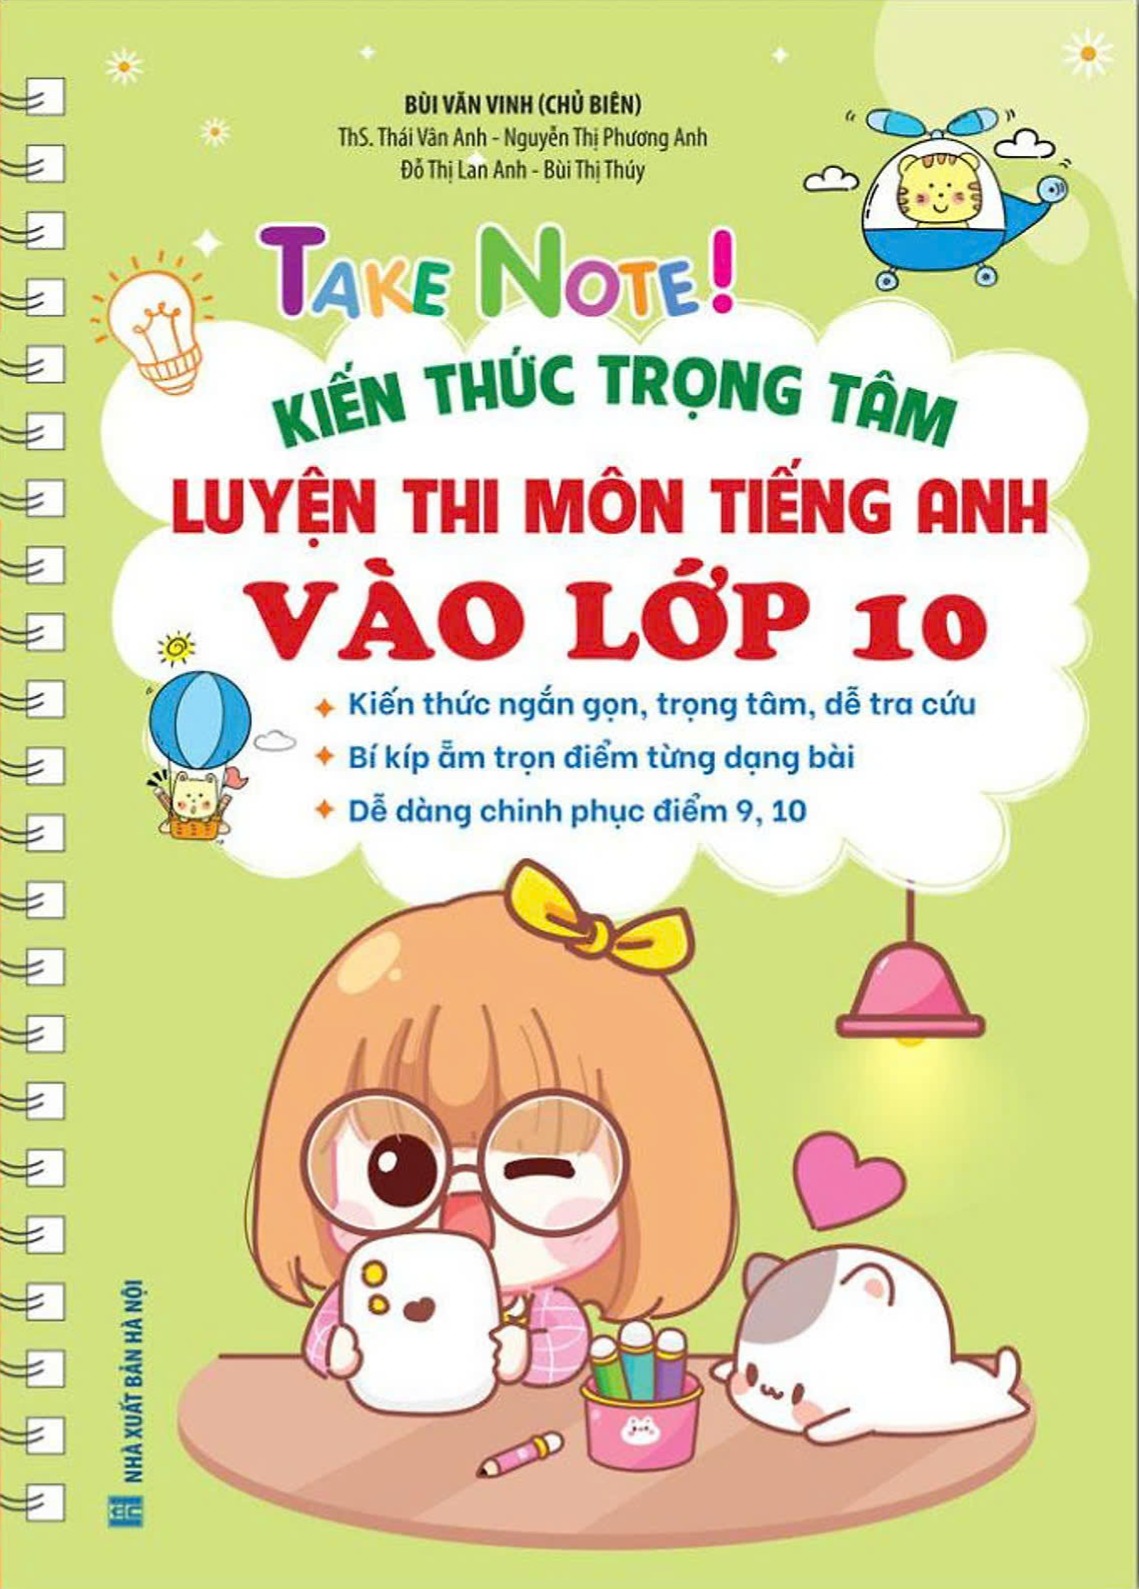 BÙI VĂN VINH (CHỦ BIÊN)
ThS. Thái Vân Anh - Nguyễn Thị Phương Anh
Đỗ Thị Lan Anh - Bùi Thị Thúy
TAKE NOTE!
KIẾN THỨC TRỌNG TÂM
LUYỆN THI MÔN TIẾNG ANH
VÀO LỚP 10
Kiến thức ngắn gọn, trọng tâm, dễ tra cứu
Bí kíp ẵm trọn điểm từng dạng bài
Dễ dàng chinh phục điểm 9, 10
NHÀ XUẤT BẢN HÀ NỘI